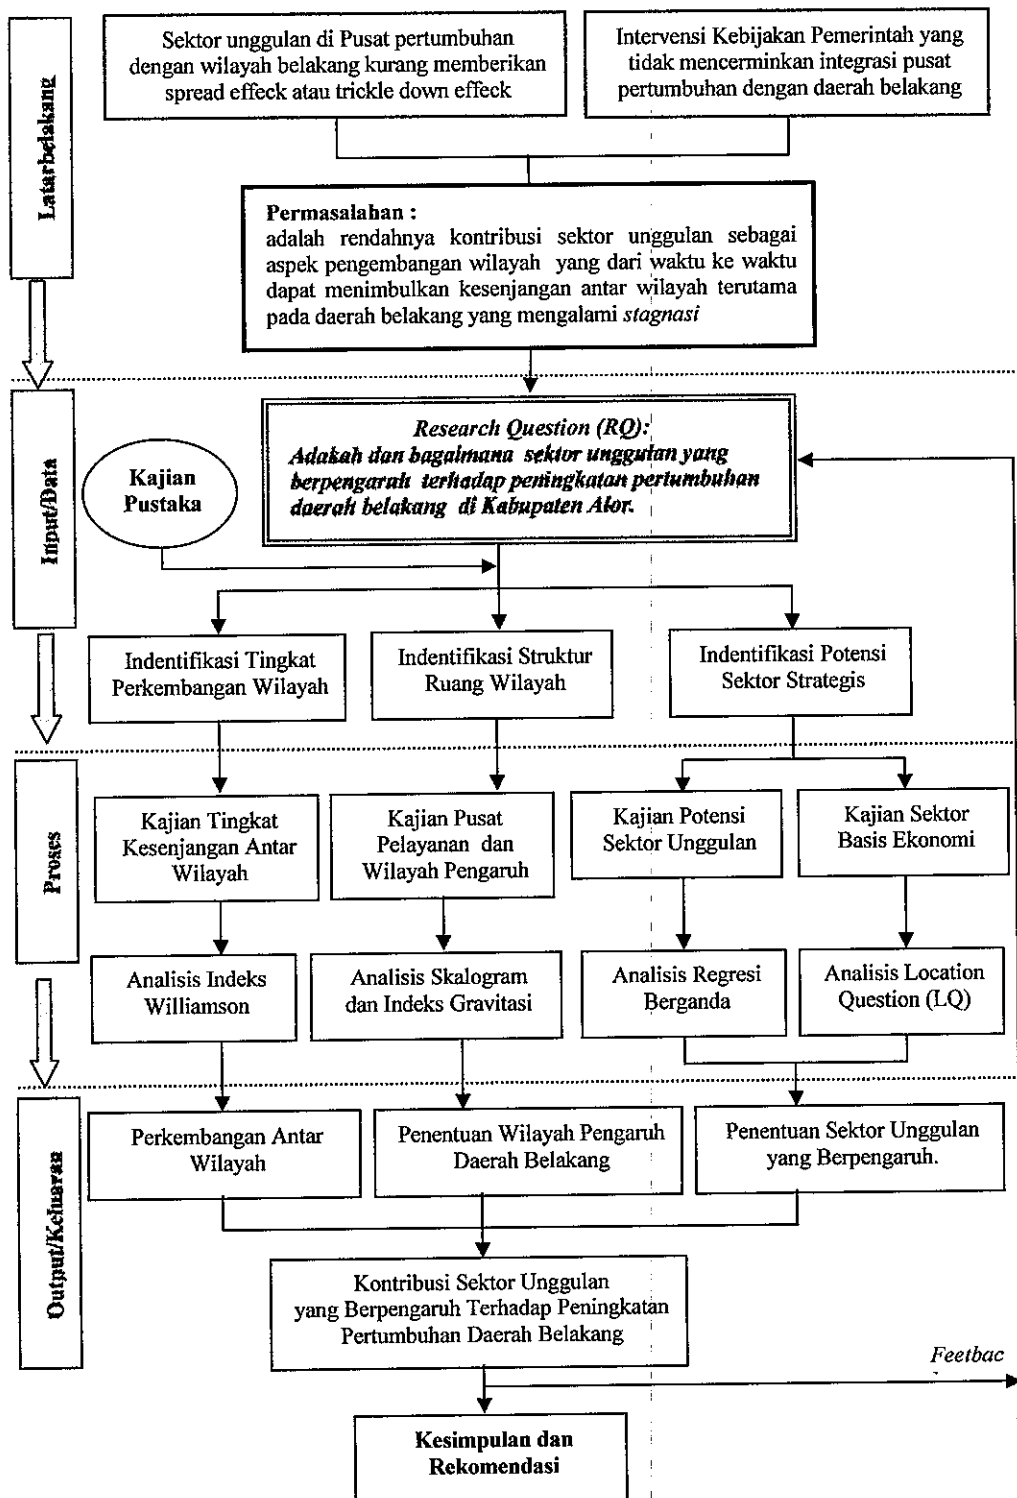 Latarbelakang
Sektor unggulan di Pusat pertumbuhan
dengan wilayah belakang kurang memberikan
spread effeck atau trickle down effeck
Intervensi Kebijakan Pemerintah yang
tidak mencerminkan integrasi pusat
pertumbuhan dengan daerah belakang
Permasalahan :
adalah rendahnya kontribusi sektor unggulan sebagai
aspek pengembangan wilayah yang dari waktu ke waktu
dapat menimbulkan kesenjangan antar wilayah terutama
pada daerah belakang yang mengalami stagnasi
Input/Data
Research Question (RQ):
Adakah dan bagaimana sektor unggulan yang
berpengaruh terhadap peningkatan pertumbuhan
daerah belakang di Kabupaten Alor.
Kajian
Pustaka
Indentifikasi Tingkat
Perkembangan Wilayah
Indentifikasi Struktur
Ruang Wilayah
Indentifikasi Potensi
Sektor Strategis
Proses
Kajian Tingkat
Kesenjangan Antar
Wilayah
Kajian Pusat
Pelayanan dan
Wilayah Pengaruh
Kajian Potensi
Sektor Unggulan
Kajian Sektor
Basis Ekonomi
Analisis Indeks
Williamson
Analisis Skalogram
dan Indeks Gravitasi
Analisis Regresi
Berganda
Analisis Location
Question (LQ)
Output/Keluaran
Perkembangan Antar
Wilayah
Penentuan Wilayah Pengaruh
Daerah Belakang
Penentuan Sektor Unggulan
yang Berpengaruh.
Kontribusi Sektor Unggulan
yang Berpengaruh Terhadap Peningkatan
Pertumbuhan Daerah Belakang
Feetbac
Kesimpulan dan
Rekomendasi